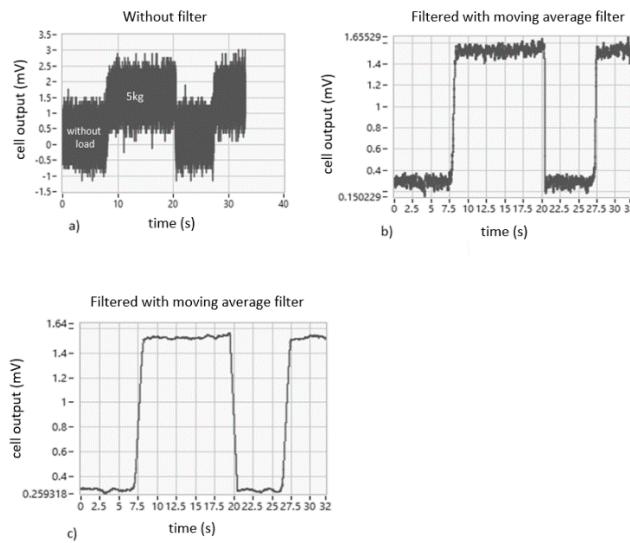 Without filter
cell output (mV)
3.5
3
2.5
2
1.5
1
0.5
0
-0.5
-1
-1.5
without
load
5kg
0 10 20 30 40
time (s)
a)
Filtered with moving average filter
cell output (mV)
1.65529
1.4
1.2
1
0.8
0.6
0.4
0.150229
0 2.5 5 7.5 10 12.5 15 17.5 20 22.5 25 27.5 30 32
time (s)
b)
Filtered with moving average filter
cell output (mV)
1.64
1.4
1.2
1
0.8
0.6
0.4
0.259318
0 2.5 5 7.5 10 12.5 15 17.5 20 22.5 25 27.5 30 32
time (s)
c)